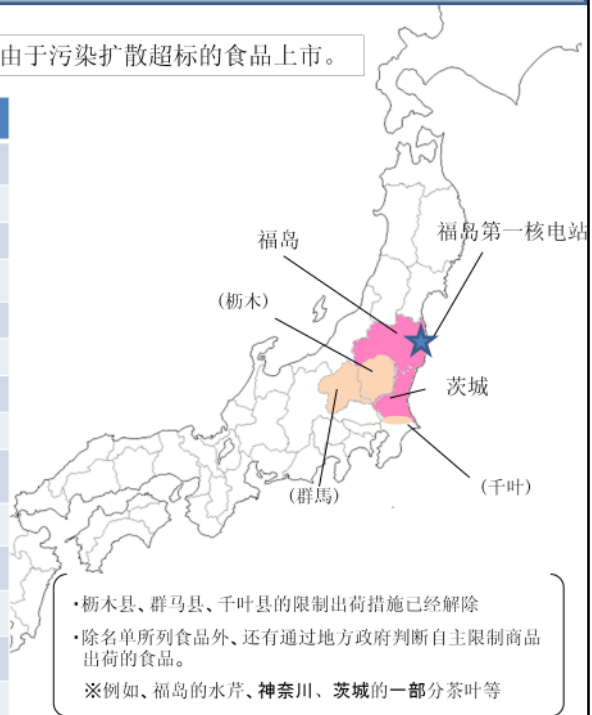 由于污染扩散超标的食品上市。
福岛第一核电站
福岛
(枥木)
茨城
(千叶)
(群馬)
・枥木县、群马县、千叶县的限制出荷措施已经解除
・除名单所列食品外、还有通过地方政府判断自主限制商品
出荷的食品。
※例如、福岛的水芹、神奈川、茨城的一部分茶叶等